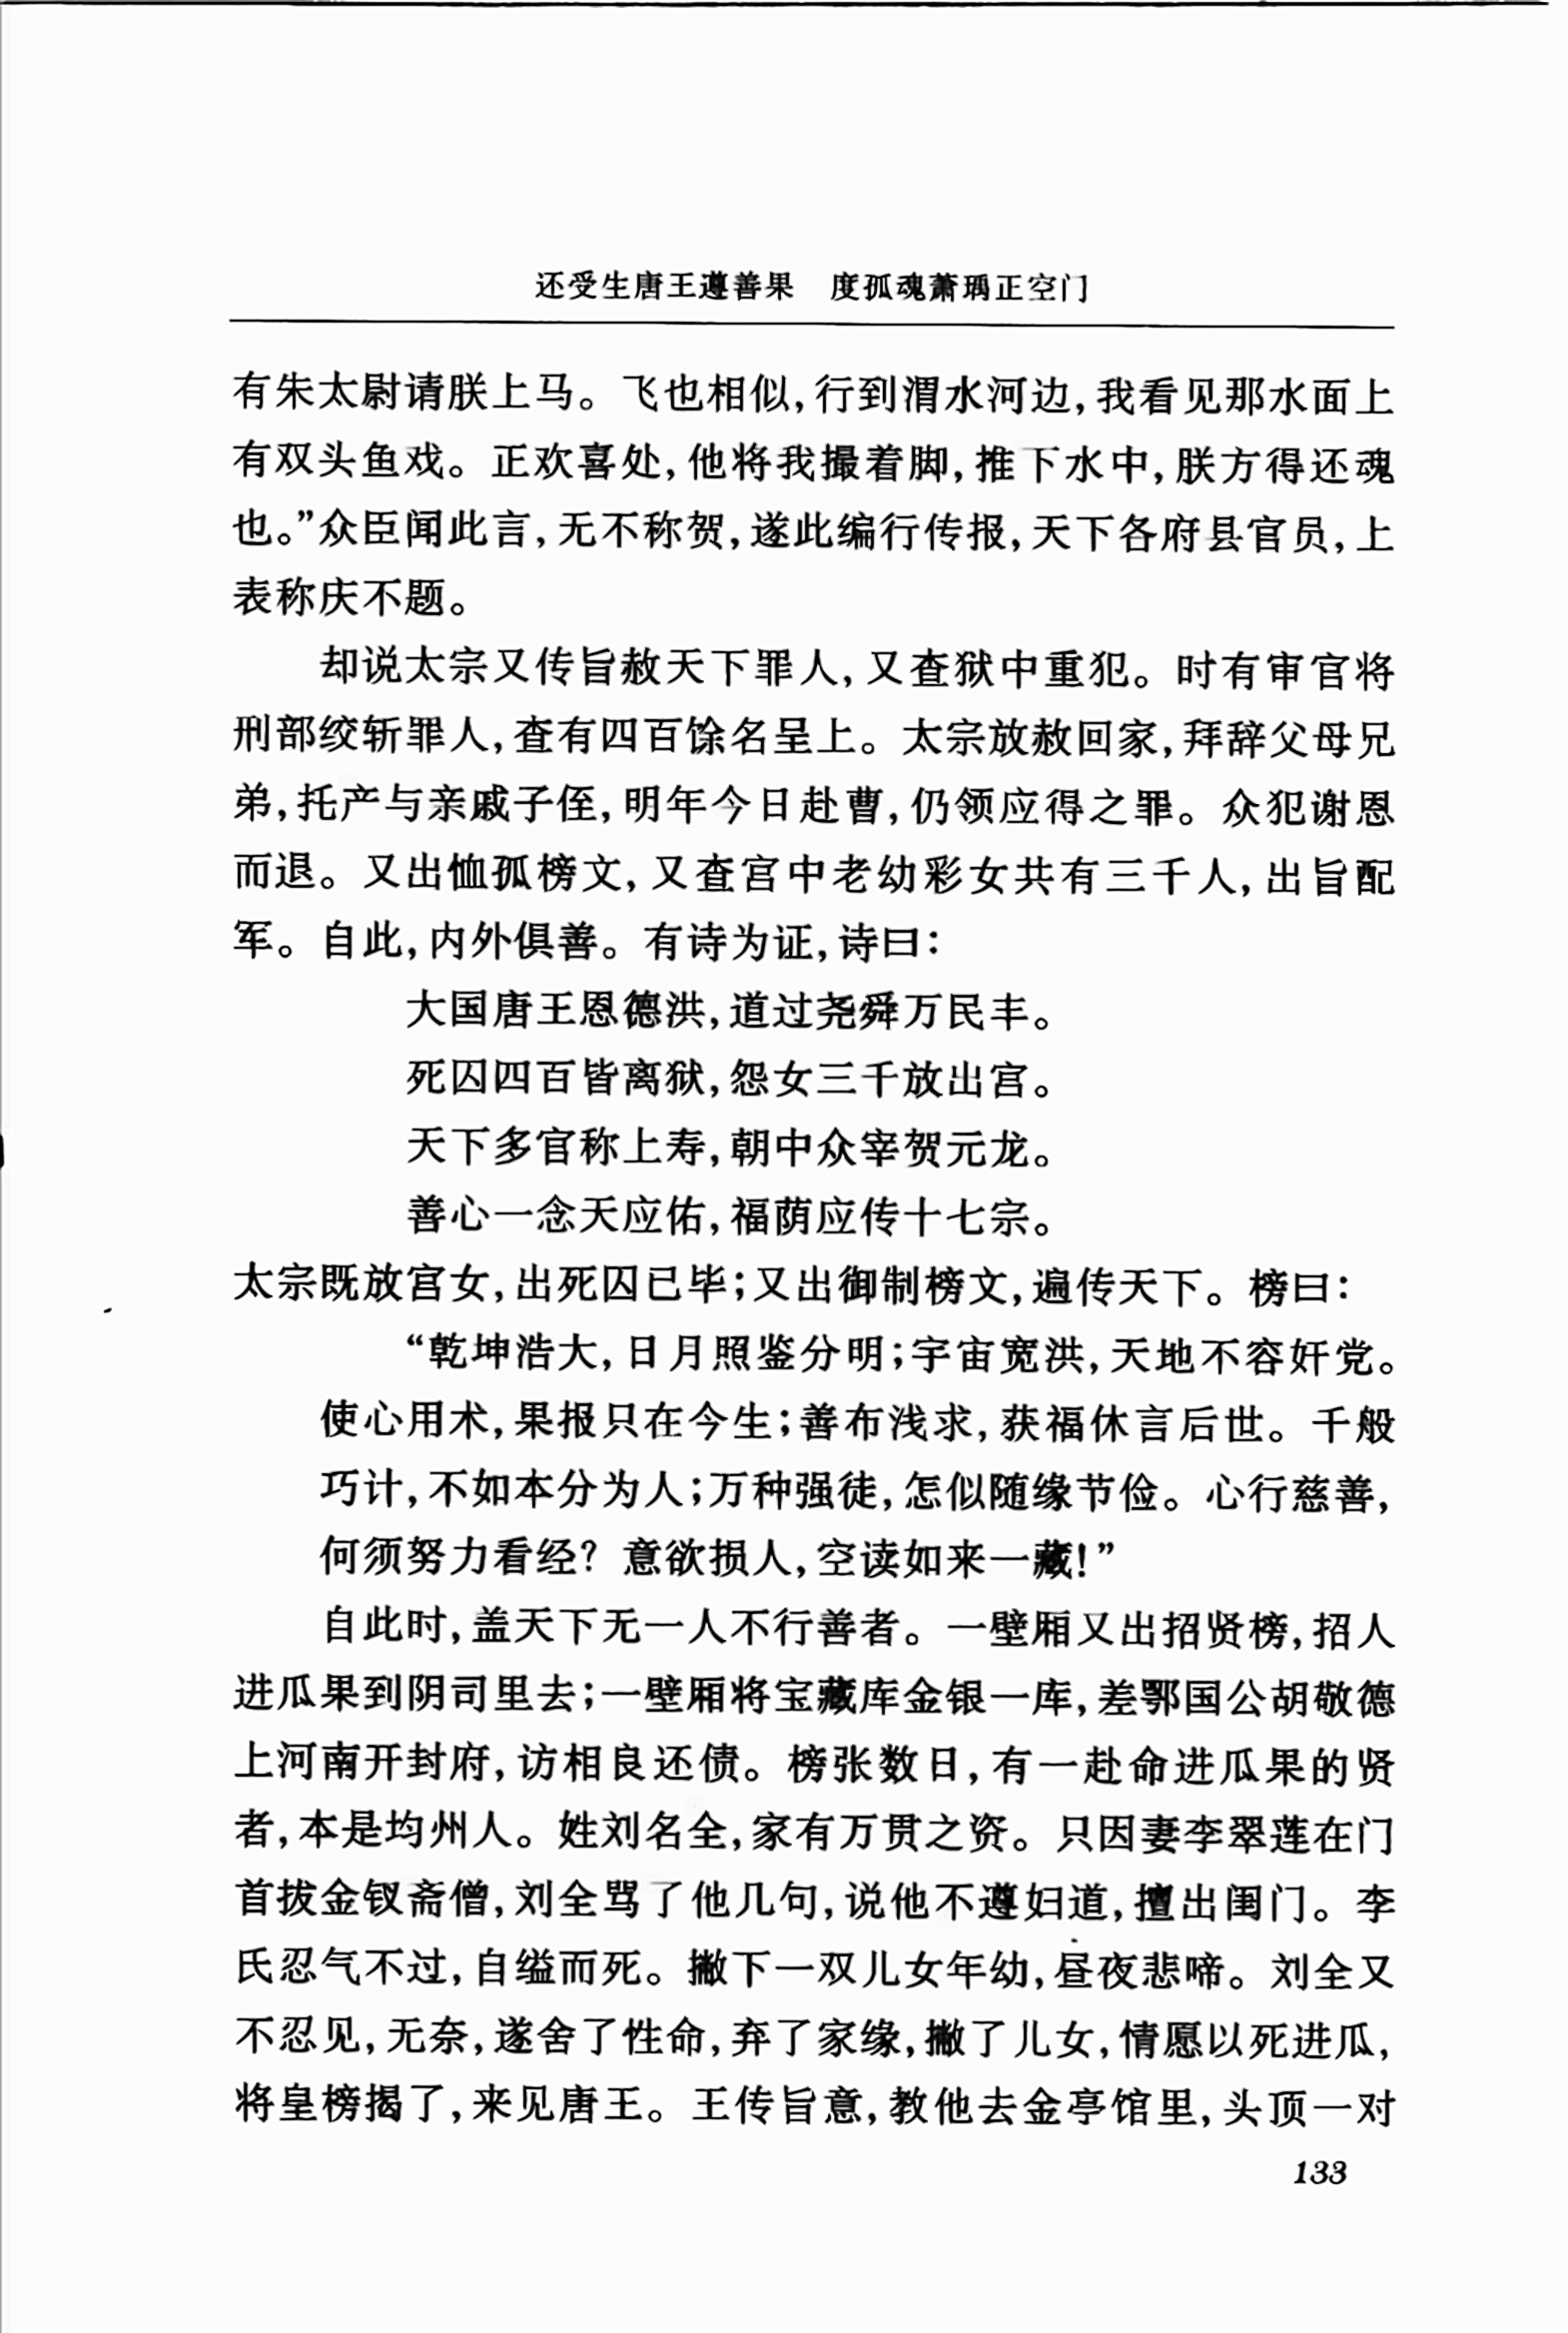 还受生唐王遵善果　度孤魂萧瑀正空门
有朱太尉请朕上马。飞也相似,行到渭水河边,我看见那水面上
有双头鱼戏。正欢喜处,他将我撮着脚,推下水中,朕方得还魂
也。”众臣闻此言,无不称贺,遂此编行传报,天下各府县官员,上
表称庆不题。
却说太宗又传旨赦天下罪人,又查狱中重犯。时有审官将
刑部绞斩罪人,查有四百馀名呈上。太宗放赦回家,拜辞父母兄
弟,托产与亲戚子侄,明年今日赴曹,仍领应得之罪。众犯谢恩
而退。又出恤孤榜文,又查宫中老幼彩女共有三千人,出旨配
军。自此,内外俱善。有诗为证,诗曰:
大国唐王恩德洪,道过尧舜万民丰。
死囚四百皆离狱,怨女三千放出宫。
天下多官称上寿,朝中众宰贺元龙。
善心一念天应佑,福荫应传十七宗。
太宗既放宫女,出死囚已毕;又出御制榜文,遍传天下。榜曰:
“乾坤浩大,日月照鉴分明;宇宙宽洪,天地不容奸党。
使心用术,果报只在今生;善布浅求,获福休言后世。千般
巧计,不如本分为人;万种强徒,怎似随缘节俭。心行慈善,
何须努力看经？意欲损人,空读如来一藏!”
自此时,盖天下无一人不行善者。一壁厢又出招贤榜,招人
进瓜果到阴司里去;一壁厢将宝藏库金银一库,差鄂国公胡敬德
上河南开封府,访相良还债。榜张数日,有一赴命进瓜果的贤
者,本是均州人。姓刘名全,家有万贯之资。只因妻李翠莲在门
首拔金钗斋僧,刘全骂了他几句,说他不遵妇道,擅出闺门。李
氏忍气不过,自缢而死。撇下一双儿女年幼,昼夜悲啼。刘全又
不忍见,无奈,遂舍了性命,弃了家缘,撇了儿女,情愿以死进瓜,
将皇榜揭了,来见唐王。王传旨意,教他去金亭馆里,头顶一对
133